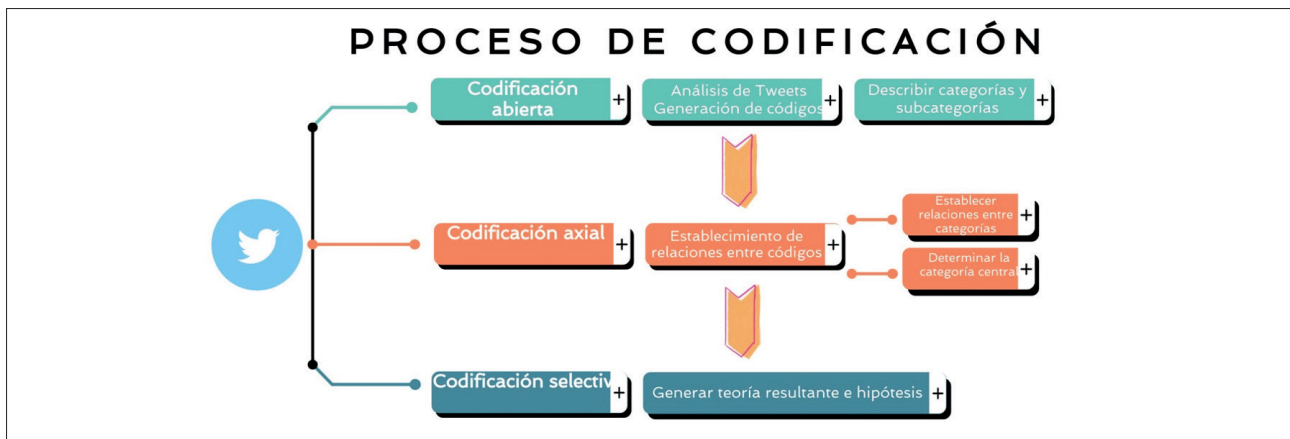 PROCESO DE CODIFICACIÓN
Codificación
abierta
+
Análisis de Tweets
Generación de códigos
+
Describir categorías y
subcategorías
+
Codificación axial
+
Establecimiento de
relaciones entre códigos
+
Establecer
relaciones entre
categorías
+
Determinar la
categoría central
+
Codificación selectiv
+
Generar teoría resultante e hipótesis
+